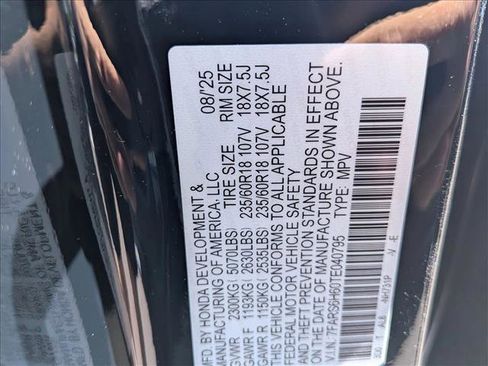 MFD. BY HONDA DEVELOPMENT & 08/25
MFG. OF AMERICA, LLC
TIRE SIZE RIM SIZE
GVWR 2300KG( 5070LBS)
GAWR F 1193KG( 2630LBS) 235/60R18 107V 18X7.5J
GAWR R 1150KG( 2535LBS) 235/60R18 107V 18X7.5J
THIS VEHICLE CONFORMS TO ALL APPLICABLE
FEDERAL MOTOR VEHICLE SAFETY
AND THEFT PREVENTION STANDARDS IN EFFECT
ON THE DATE OF MANUFACTURE SHOWN ABOVE.
V.I.N. 7FARS6H60TE040795 TYPE: MPV
NH731P